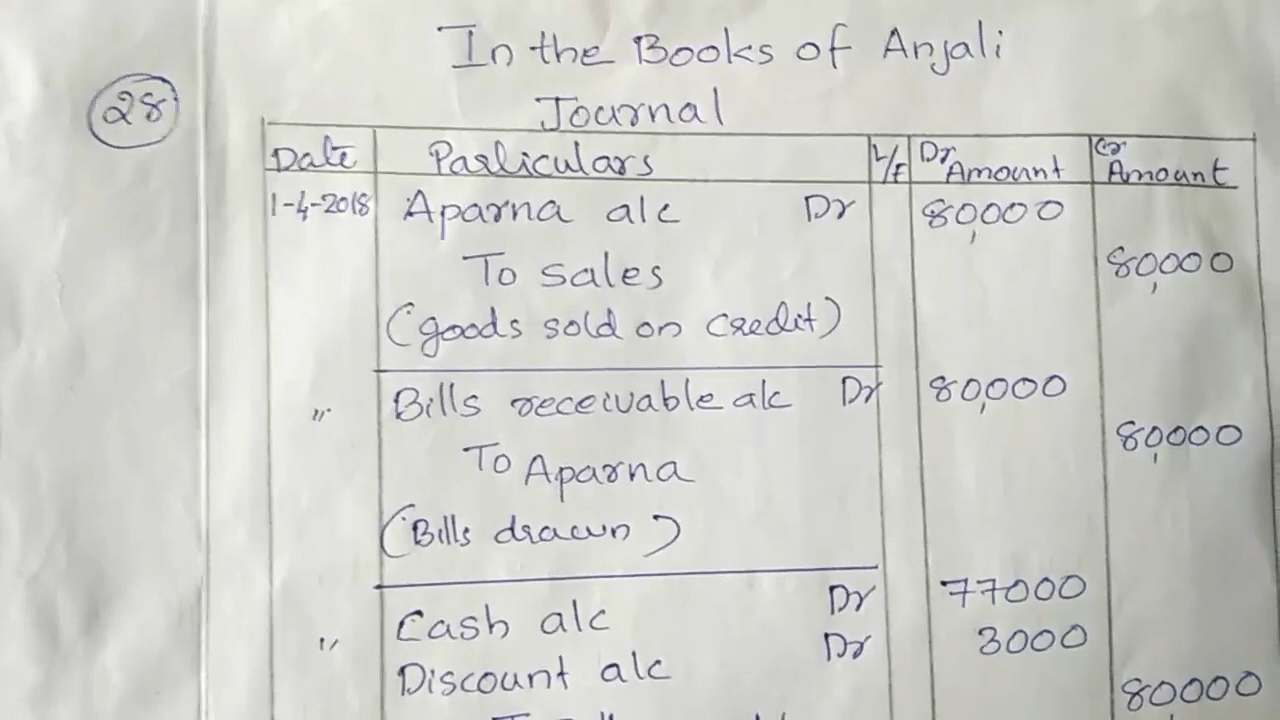 In the Books of Anjali
28
Journal
Date Particulars L/F Dr Amount Cr Amount
1-4-2018 Aparna a/c Dr 80,000
To Sales 80,000
(goods sold on credit)
" Bills receivable a/c Dr 80,000
To Aparna 80,000
(Bills drawn)
" Cash a/c Dr 77000
Discount a/c Dr 3000
80000